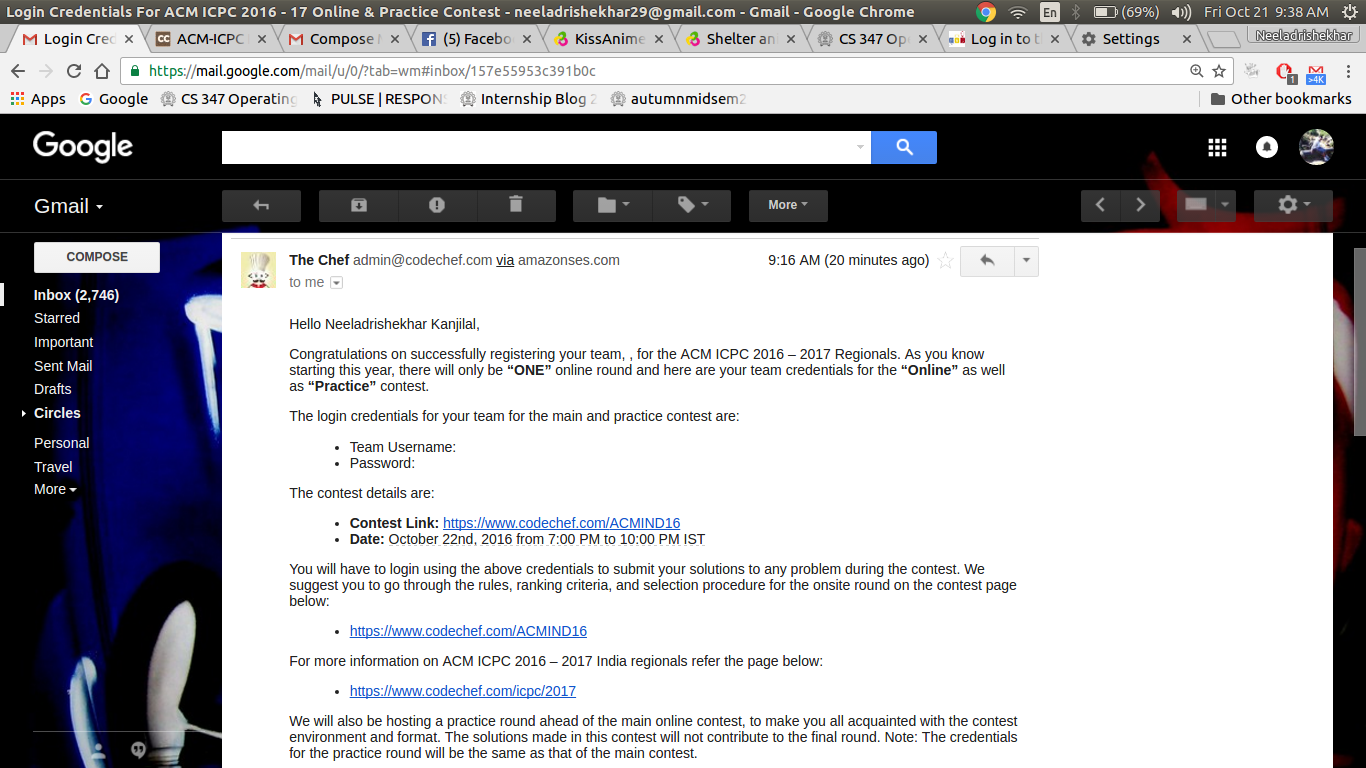 Login Credentials For ACM ICPC 2016 - 17 Online & Practice Contest - neeladrishekhar29@gmail.com - Gmail - Google Chrome
En
(69%)
Fri Oct 21 9:38 AM
Login Cred
ACM-ICPC
Compose M
(5) Facebo
KissAnime
Shelter an
CS 347 Op
Log in to t
Settings
Neeladrishekhar
https://mail.google.com/mail/u/0/?tab=wm#inbox/157e55953c391b0c
1
>4K
Apps
Google
CS 347 Operating
PULSE | RESPON
Internship Blog 2
autumnmidsem2
Other bookmarks
Google
Gmail
More
COMPOSE
Inbox (2,746)
Starred
Important
Sent Mail
Drafts
Circles
Personal
Travel
More
The Chef admin@codechef.com via amazonses.com
9:16 AM (20 minutes ago)
to me
Hello Neeladrishekhar Kanjilal,
Congratulations on successfully registering your team, , for the ACM ICPC 2016 – 2017 Regionals. As you know
starting this year, there will only be “ONE” online round and here are your team credentials for the “Online” as well
as “Practice” contest.
The login credentials for your team for the main and practice contest are:
• Team Username:
• Password:
The contest details are:
• Contest Link: https://www.codechef.com/ACMIND16
• Date: October 22nd, 2016 from 7:00 PM to 10:00 PM IST
You will have to login using the above credentials to submit your solutions to any problem during the contest. We
suggest you to go through the rules, ranking criteria, and selection procedure for the onsite round on the contest page
below:
• https://www.codechef.com/ACMIND16
For more information on ACM ICPC 2016 – 2017 India regionals refer the page below:
• https://www.codechef.com/icpc/2017
We will also be hosting a practice round ahead of the main online contest, to make you all acquainted with the contest
environment and format. The solutions made in this contest will not contribute to the final round. Note: The credentials
for the practice round will be the same as that of the main contest.